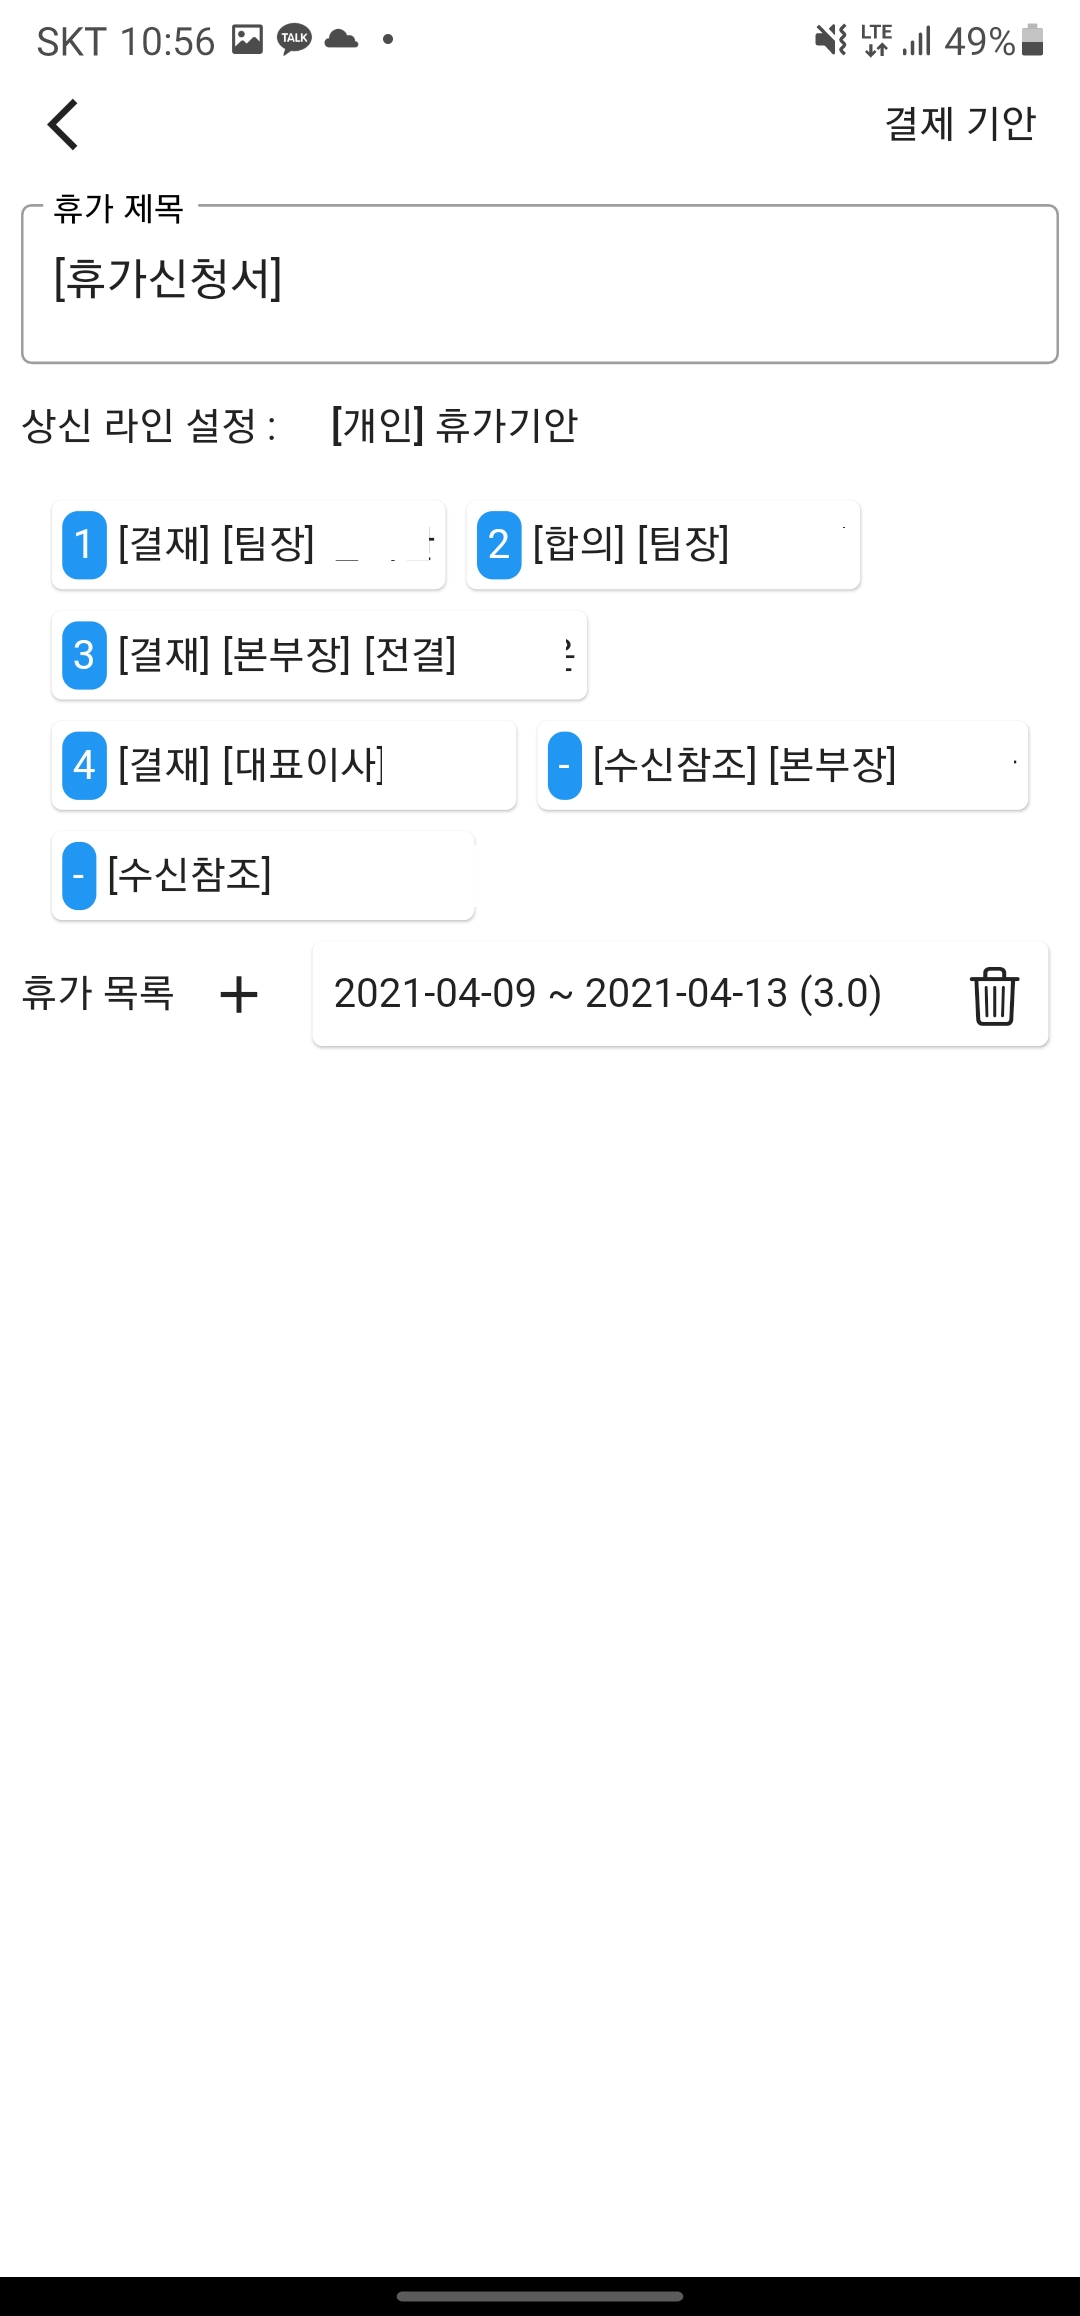 SKT 10:56 TALK LTE 49%
결제 기안
휴가 제목
[휴가신청서]
상신 라인 설정 : [개인] 휴가기안
1 [결재] [팀장] 2 [합의] [팀장]
3 [결재] [본부장] [전결]
4 [결재] [대표이사] - [수신참조] [본부장]
- [수신참조]
휴가 목록 + 2021-04-09 ~ 2021-04-13 (3.0)